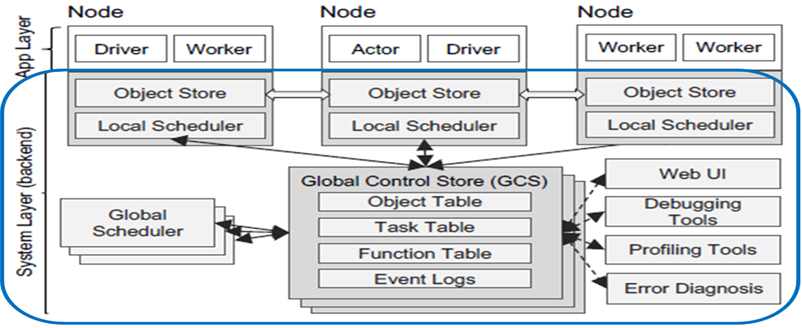 Node
Node
Node
App Layer
Driver
Worker
Actor
Driver
Worker
Worker
Object Store
Object Store
Object Store
Local Scheduler
Local Scheduler
Local Scheduler
System Layer (backend)
Global Control Store (GCS)
Object Table
Task Table
Function Table
Event Logs
Global
Scheduler
Web UI
Debugging
Tools
Profiling Tools
Error Diagnosis